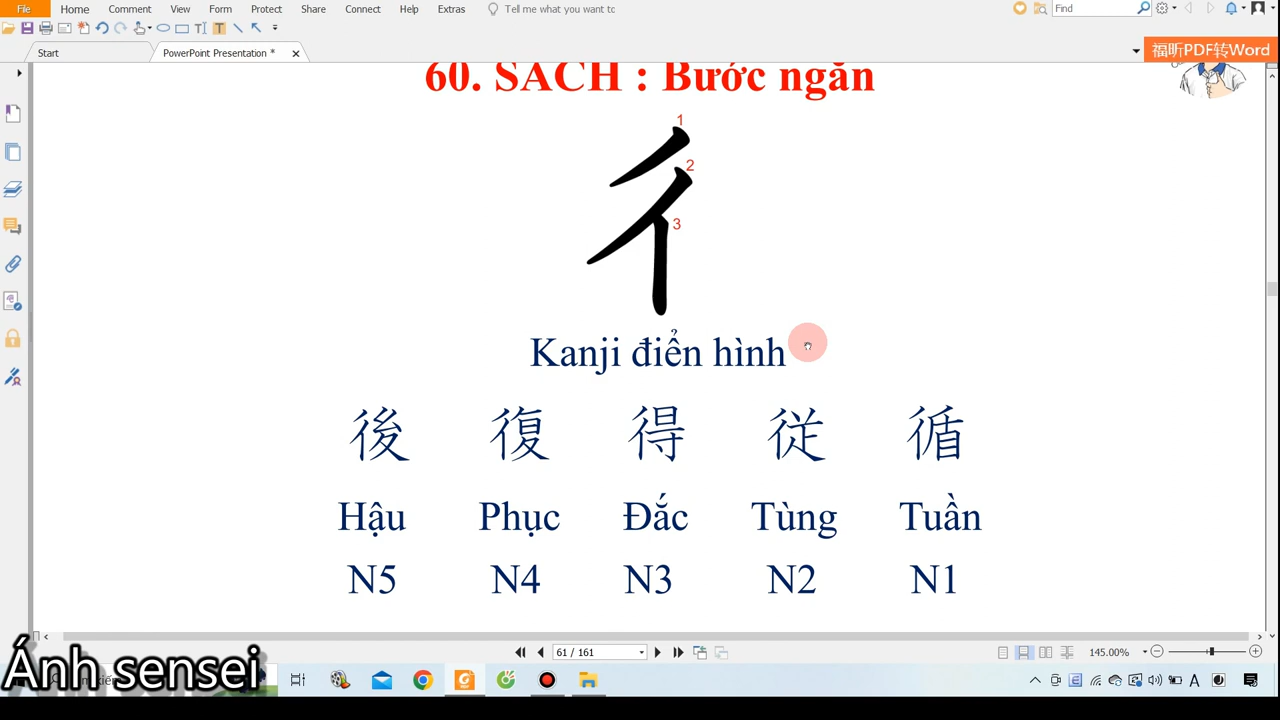 File Home Comment View Form Protect Share Connect Help Extras Tell me what you want tc Find
Start PowerPoint Presentation * 福昕PDF转Word
60. SÁCH : Bước ngắn
1
2
3
Kanji điển hình
後 復 得 従 循
Hậu Phục Đắc Tùng Tuần
N5 N4 N3 N2 N1
61 / 161 145.00%
Ánh sensei